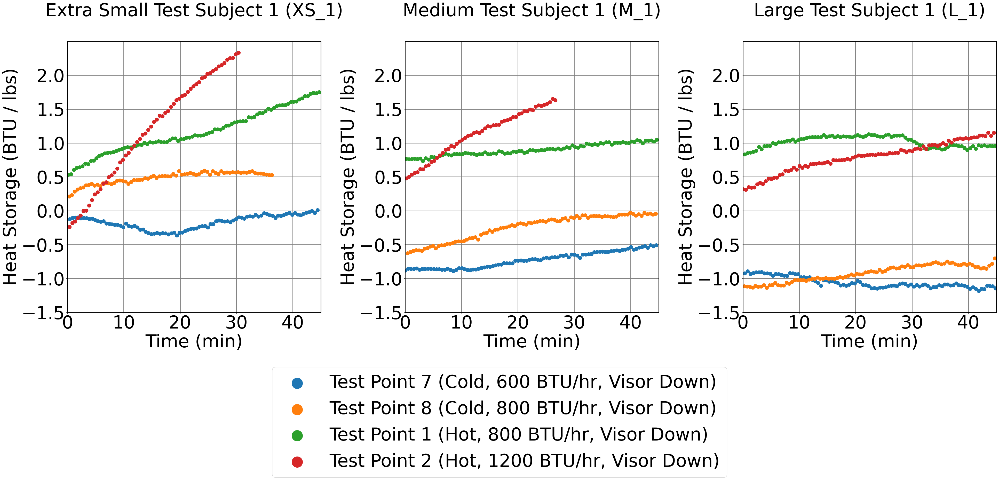 Extra Small Test Subject 1 (XS_1)
Medium Test Subject 1 (M_1)
Large Test Subject 1 (L_1)
Heat Storage (BTU / lbs)
2.0
1.5
1.0
0.5
0.0
−0.5
−1.0
−1.5
0 10 20 30 40
Time (min)
Heat Storage (BTU / lbs)
2.0
1.5
1.0
0.5
0.0
−0.5
−1.0
−1.5
0 10 20 30 40
Time (min)
Heat Storage (BTU / lbs)
2.0
1.5
1.0
0.5
0.0
−0.5
−1.0
−1.5
0 10 20 30 40
Time (min)
Test Point 7 (Cold, 600 BTU/hr, Visor Down)
Test Point 8 (Cold, 800 BTU/hr, Visor Down)
Test Point 1 (Hot, 800 BTU/hr, Visor Down)
Test Point 2 (Hot, 1200 BTU/hr, Visor Down)